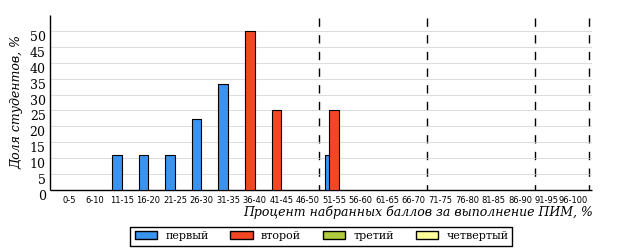 Доля студентов, %
50
45
40
35
30
25
20
15
10
5
0
0-5 6-10 11-15 16-20 21-25 26-30 31-35 36-40 41-45 46-50 51-55 56-60 61-65 66-70 71-75 76-80 81-85 86-90 91-95 96-100
Процент набранных баллов за выполнение ПИМ, %
первый второй третий четвертый